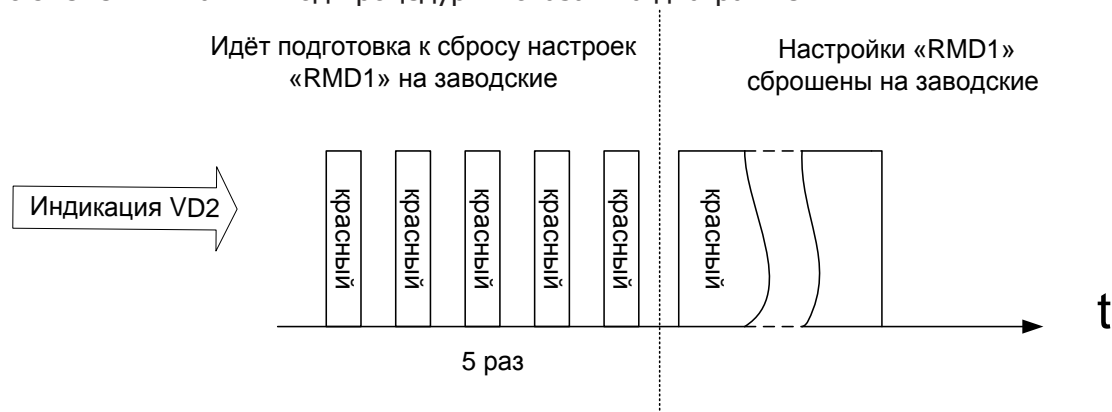 Идёт подготовка к сбросу настроек
«RMD1» на заводские
Настройки «RMD1»
сброшены на заводские
Индикация VD2
красный
красный
красный
красный
красный
красный
t
5 раз